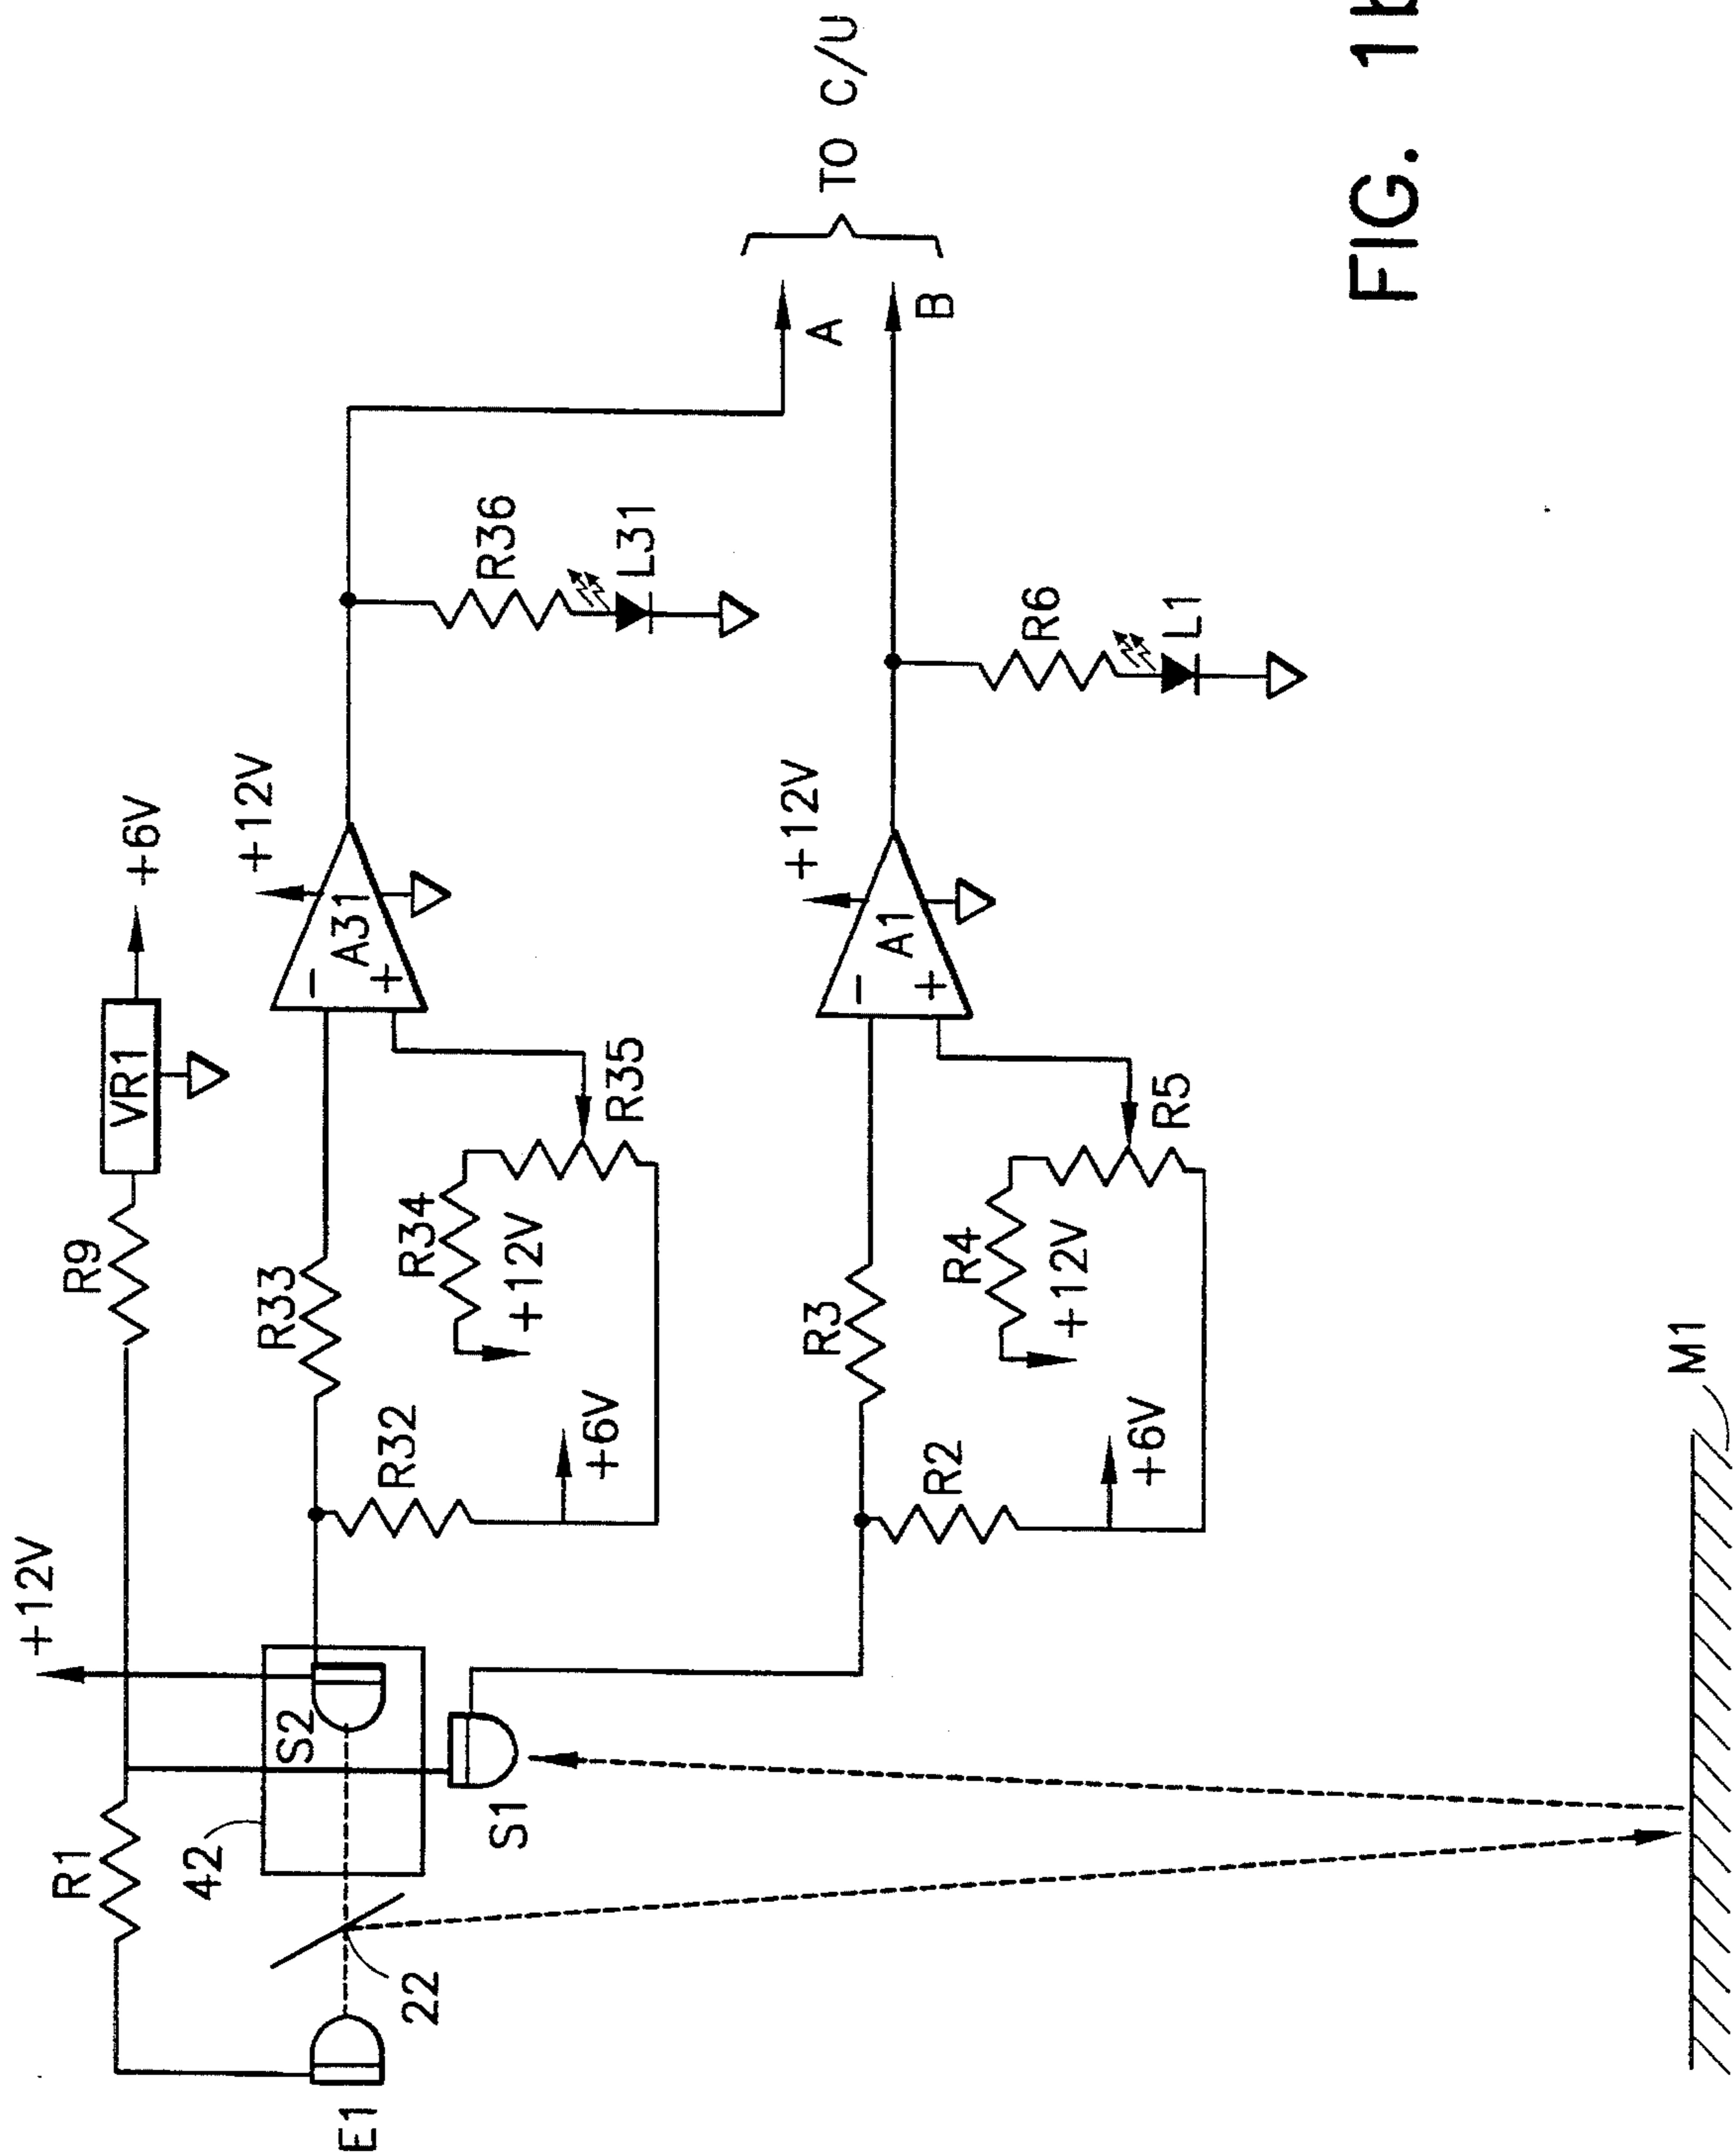 +12V
R1
R9
VR1
+6V
42
S2
E1
22
S1
R33
R32
+6V
R34
+12V
R35
-
+
A31
+12V
R36
L31
R3
R2
+6V
R4
+12V
R5
-
+
A1
+12V
R6
L1
A
B
TO C/U
M1
FIG. 1b